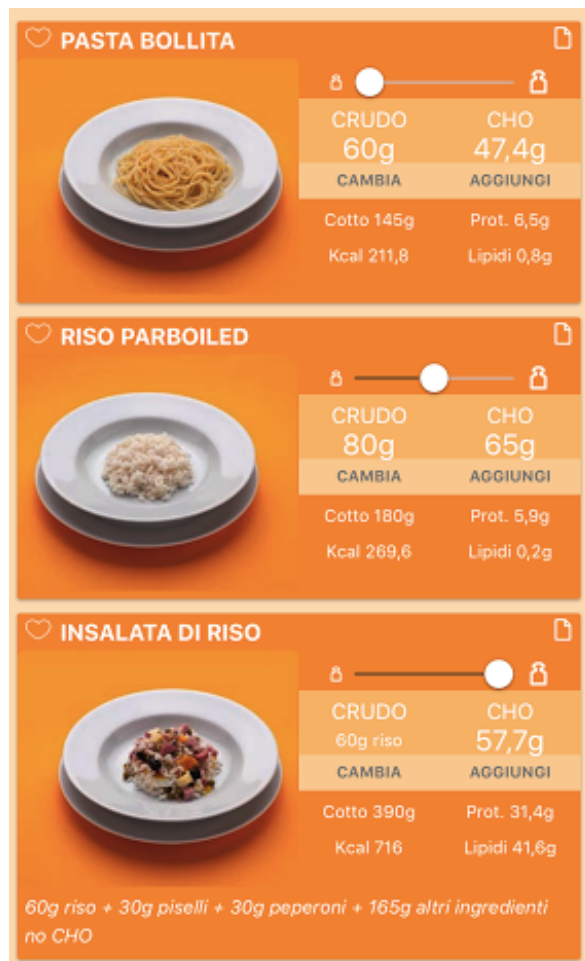 PASTA BOLLITA
CRUDO CHO
60g 47,4g
CAMBIA AGGIUNGI
Cotto 145g Prot. 6,5g
Kcal 211,8 Lipidi 0,8g
RISO PARBOILED
CRUDO CHO
80g 65g
CAMBIA AGGIUNGI
Cotto 180g Prot. 5,9g
Kcal 269,6 Lipidi 0,2g
INSALATA DI RISO
CRUDO CHO
60g riso 57,7g
CAMBIA AGGIUNGI
Cotto 390g Prot. 31,4g
Kcal 716 Lipidi 41,6g
60g riso + 30g piselli + 30g peperoni + 165g altri ingredienti
no CHO